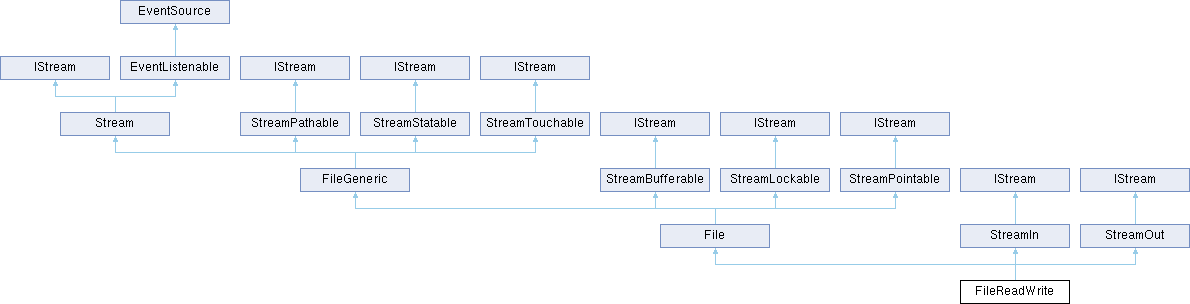 EventSource
IStream
EventListenable
IStream
IStream
IStream
Stream
StreamPathable
StreamStatable
StreamTouchable
IStream
IStream
IStream
FileGeneric
StreamBufferable
StreamLockable
StreamPointable
IStream
IStream
File
StreamIn
StreamOut
FileReadWrite